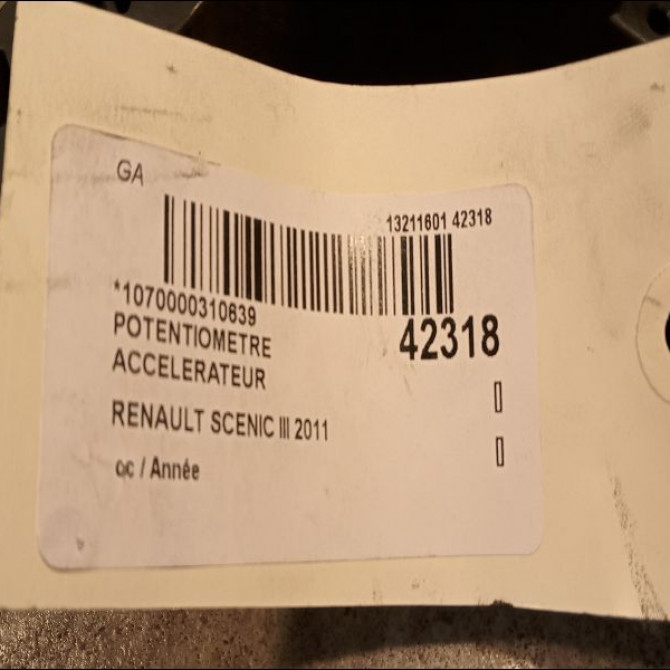 GA
13211601 42318
*1070000310639
42318
POTENTIOMETRE
ACCELERATEUR
RENAULT SCENIC III 2011
cc / Année